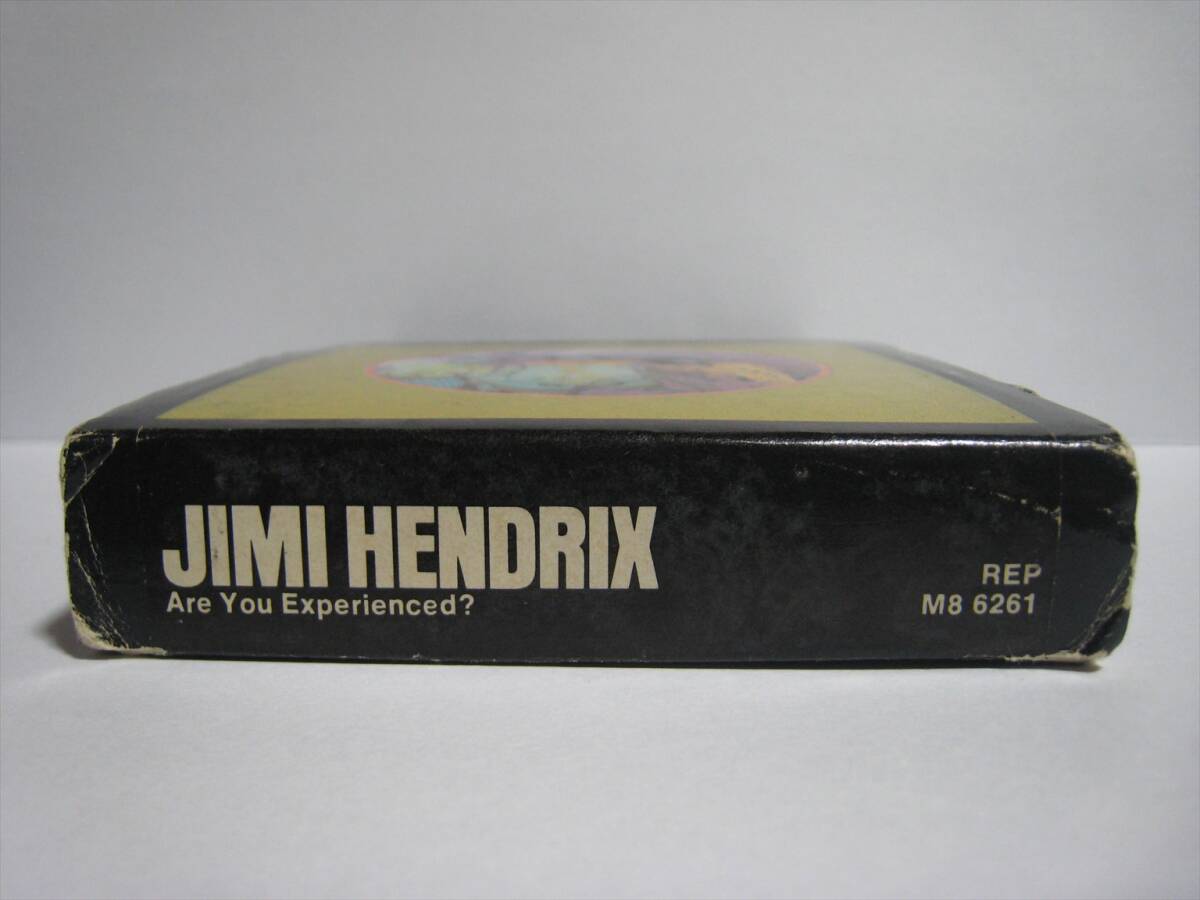 JIMI HENDRIX
Are You Experienced?
REP
M8 6261